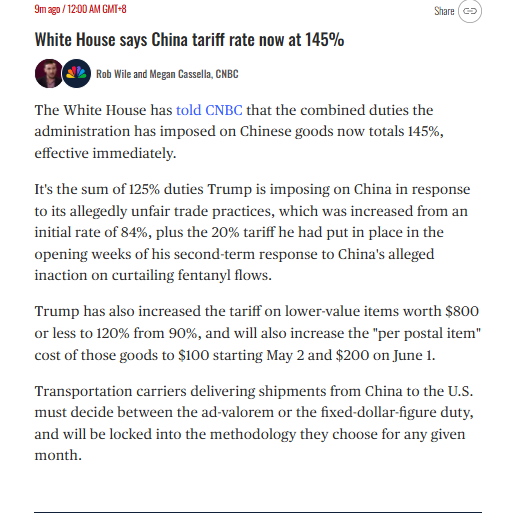 9m ago / 12:00 AM GMT+8
Share
White House says China tariff rate now at 145%
Rob Wile and Megan Cassella, CNBC
The White House has told CNBC that the combined duties the
administration has imposed on Chinese goods now totals 145%,
effective immediately.
It's the sum of 125% duties Trump is imposing on China in response
to its allegedly unfair trade practices, which was increased from an
initial rate of 84%, plus the 20% tariff he had put in place in the
opening weeks of his second-term response to China's alleged
inaction on curtailing fentanyl flows.
Trump has also increased the tariff on lower-value items worth $800
or less to 120% from 90%, and will also increase the "per postal item"
cost of those goods to $100 starting May 2 and $200 on June 1.
Transportation carriers delivering shipments from China to the U.S.
must decide between the ad-valorem or the fixed-dollar-figure duty,
and will be locked into the methodology they choose for any given
month.